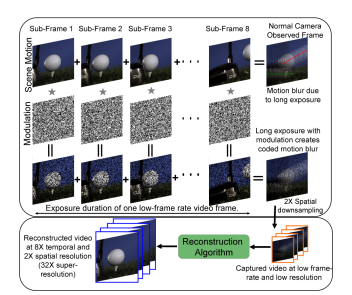 Sub-Frame 1
Sub-Frame 2
Sub-Frame 3
Sub-Frame 8
Normal Camera
Observed Frame
Scene Motion
Motion blur due
to long exposure
Modulation
Long exposure with
modulation creates
coded motion blur
Exposure duration of one low-frame rate video frame.
2X Spatial
downsampling
Reconstructed video
at 8X temporal and
2X spatial resolution
(32X super-
resolution)
Reconstruction
Algorithm
Captured video at low frame-
rate and low resolution